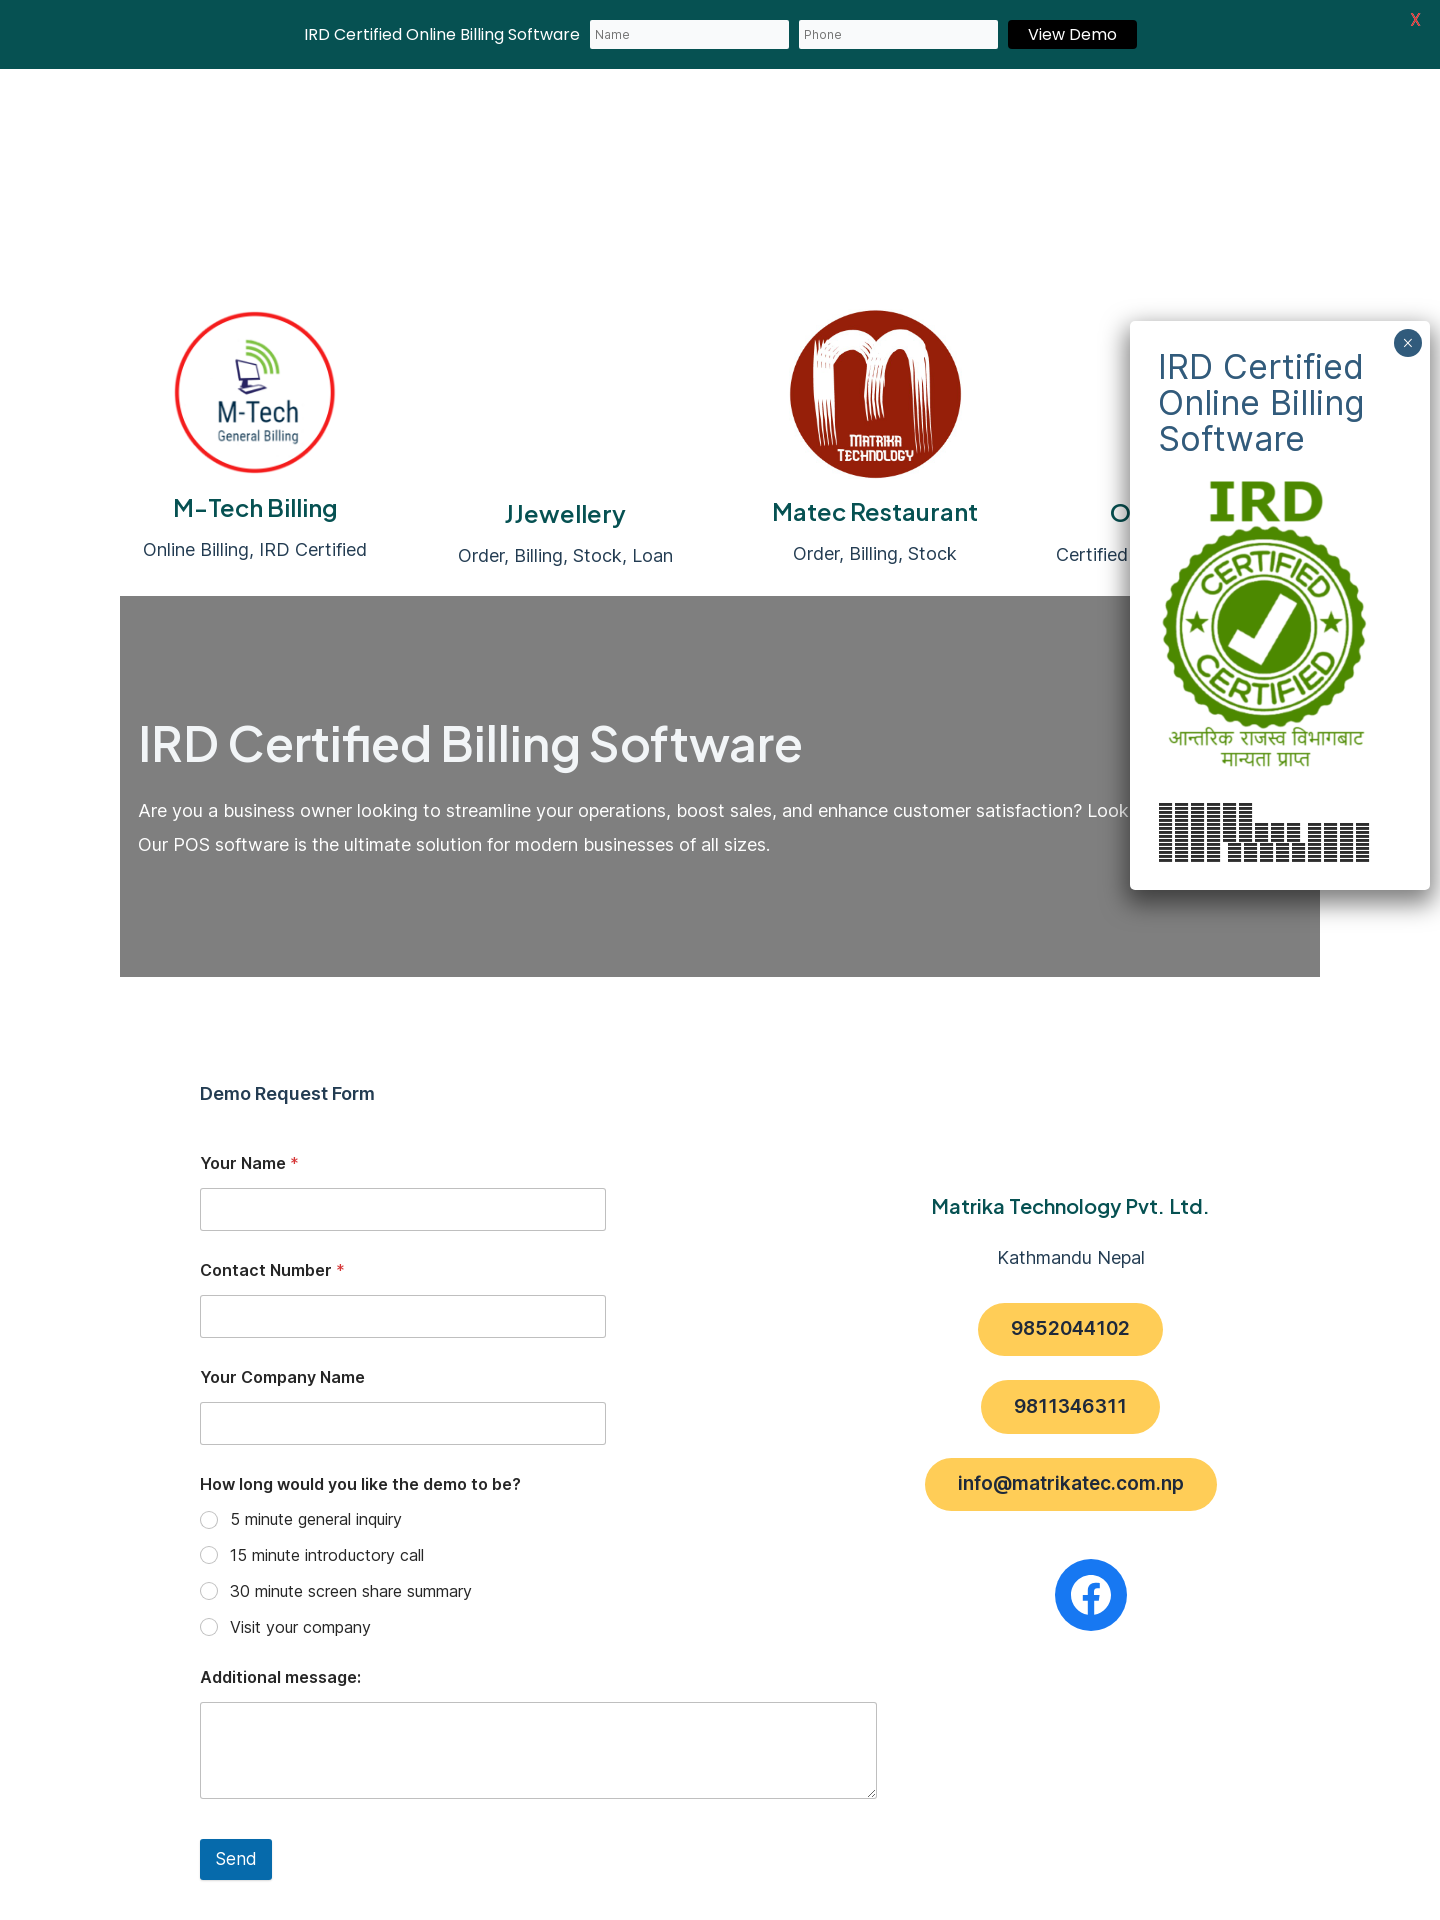 IRD Certified Online Billing Software
Name
Phone
View Demo
X
M-Tech
General Billing
M-Tech Billing
Online Billing, IRD Certified
JJewellery
Order, Billing, Stock, Loan
MATRIKA
TECHNOLOGY
Matec Restaurant
Order, Billing, Stock
Certified
×
IRD Certified
Online Billing
Software
IRD
CERTIFIED
CERTIFIED
आन्तरिक राजस्व विभागबाट
मान्यता प्राप्त
IRD Certified Billing Software
Are you a business owner looking to streamline your operations, boost sales, and enhance customer satisfaction? Look
Our POS software is the ultimate solution for modern businesses of all sizes.
Demo Request Form
Your Name *
Contact Number *
Your Company Name
How long would you like the demo to be?
5 minute general inquiry
15 minute introductory call
30 minute screen share summary
Visit your company
Additional message:
Send
Matrika Technology Pvt. Ltd.
Kathmandu Nepal
9852044102
9811346311
info@matrikatec.com.np